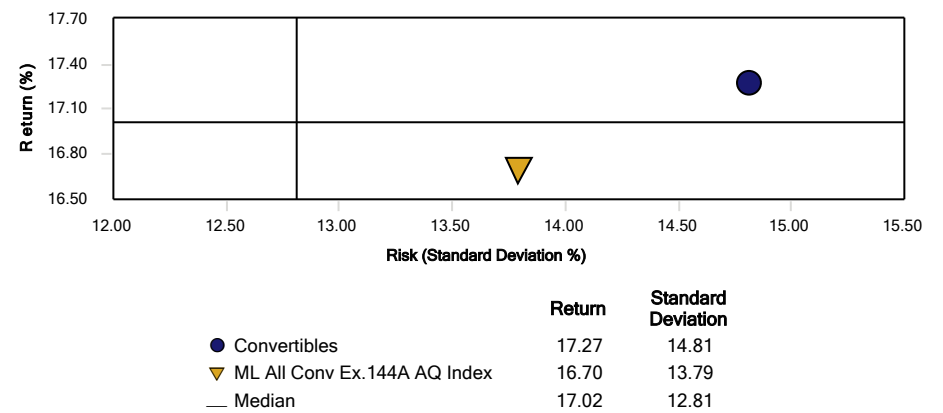 17.70
17.40
17.10
16.80
16.50
Return (%)
12.00 12.50 13.00 13.50 14.00 14.50 15.00 15.50
Risk (Standard Deviation %)
Return Standard Deviation
Convertibles 17.27 14.81
ML All Conv Ex.144A AQ Index 16.70 13.79
Median 17.02 12.81